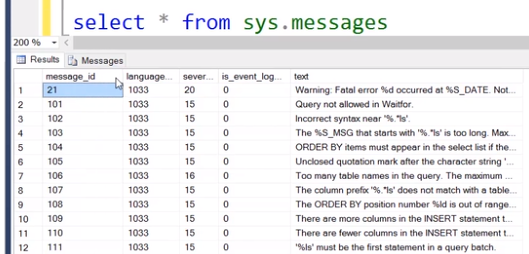 select * from sys.messages
200 %
Results Messages
message_id language... sever... is_event_log... text
1 21 1033 20 0 Warning: Fatal error %d occurred at %S_DATE. Not...
2 101 1033 15 0 Query not allowed in Waitfor.
3 102 1033 15 0 Incorrect syntax near '%.*ls'.
4 103 1033 15 0 The %S_MSG that starts with '%.*ls' is too long. Max...
5 104 1033 15 0 ORDER BY items must appear in the select list if the...
6 105 1033 15 0 Unclosed quotation mark after the character string '...
7 106 1033 16 0 Too many table names in the query. The maximum ...
8 107 1033 15 0 The column prefix '%.*ls' does not match with a table...
9 108 1033 15 0 The ORDER BY position number %ld is out of range...
10 109 1033 15 0 There are more columns in the INSERT statement t...
11 110 1033 15 0 There are fewer columns in the INSERT statement t...
12 111 1033 15 0 '%ls' must be the first statement in a query batch.